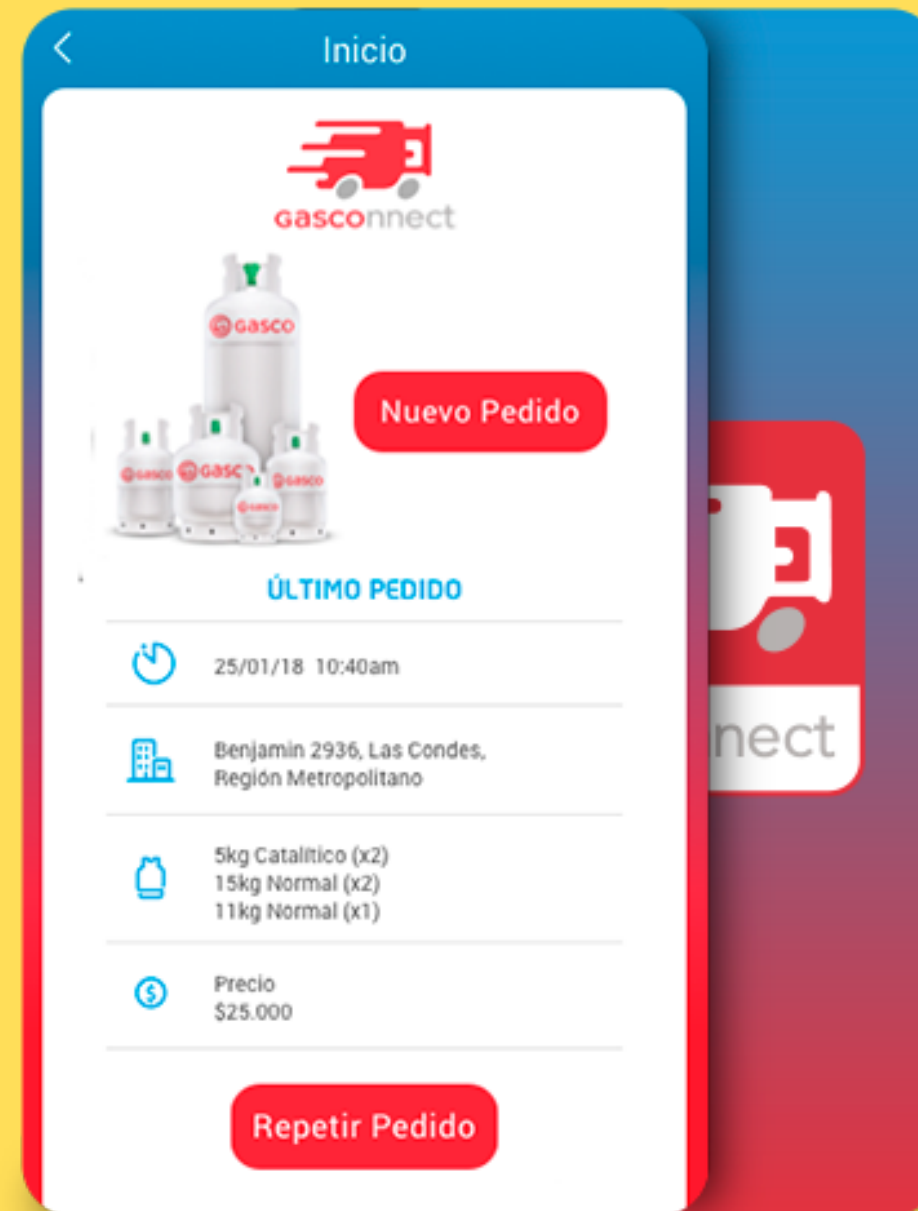 Inicio
Gasconnect
GASCO
Nuevo Pedido
GASCO
GASCO
GASCO
GASCO
ÚLTIMO PEDIDO
25/01/18 10:40am
Benjamin 2936, Las Condes,
Región Metropolitano
5kg Catalítico (x2)
15kg Normal (x2)
11kg Normal (x1)
Precio
$25.000
Repetir Pedido
nnect